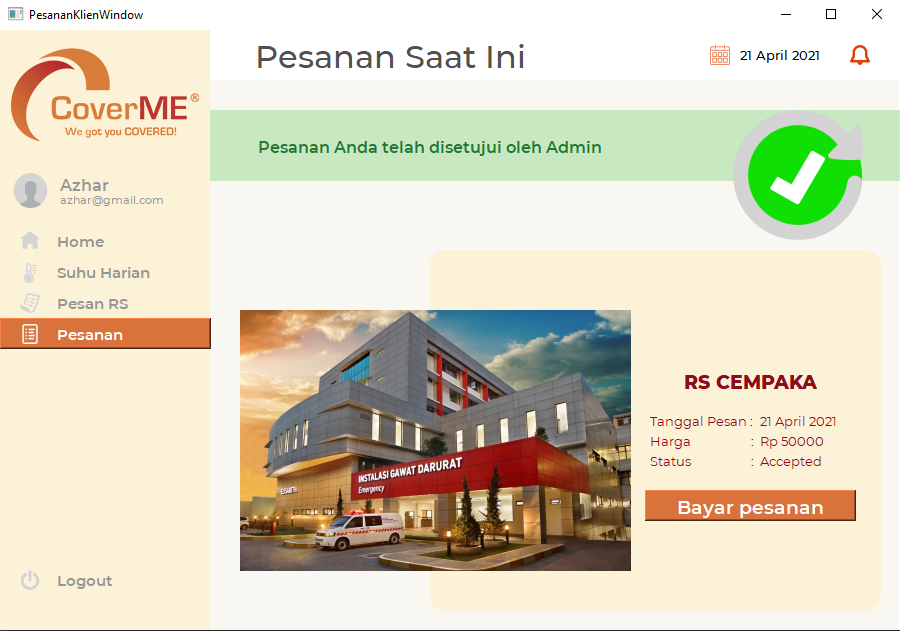 PesananKlienWindow
CoverME®
We got you COVERED!
Azhar
azhar@gmail.com
Home
Suhu Harian
Pesan RS
Pesanan
Logout
Pesanan Saat Ini
21 April 2021
Pesanan Anda telah disetujui oleh Admin
INSTALASI GAWAT DARURAT
Emergency
ELISABETH
RS CEMPAKA
Tanggal Pesan : 21 April 2021
Harga : Rp 50000
Status : Accepted
Bayar pesanan